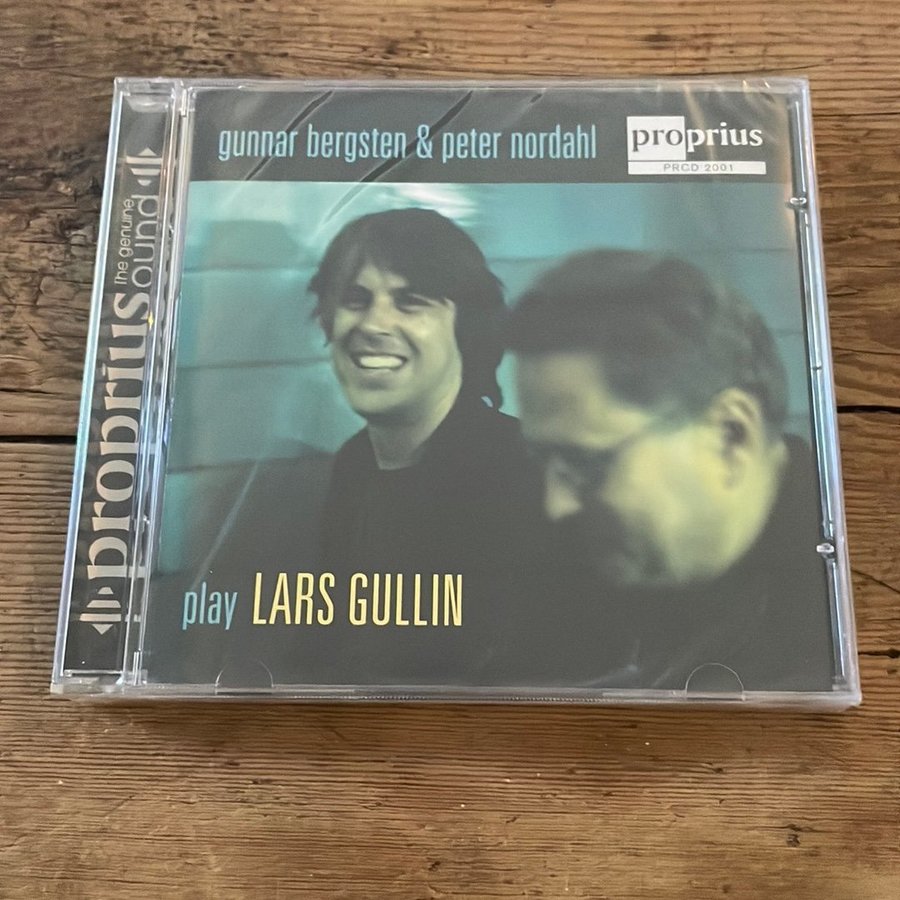 gunnar bergsten & peter nordahl
proprius
PRCD 2001
play LARS GULLIN
proprius
The genuine
sound